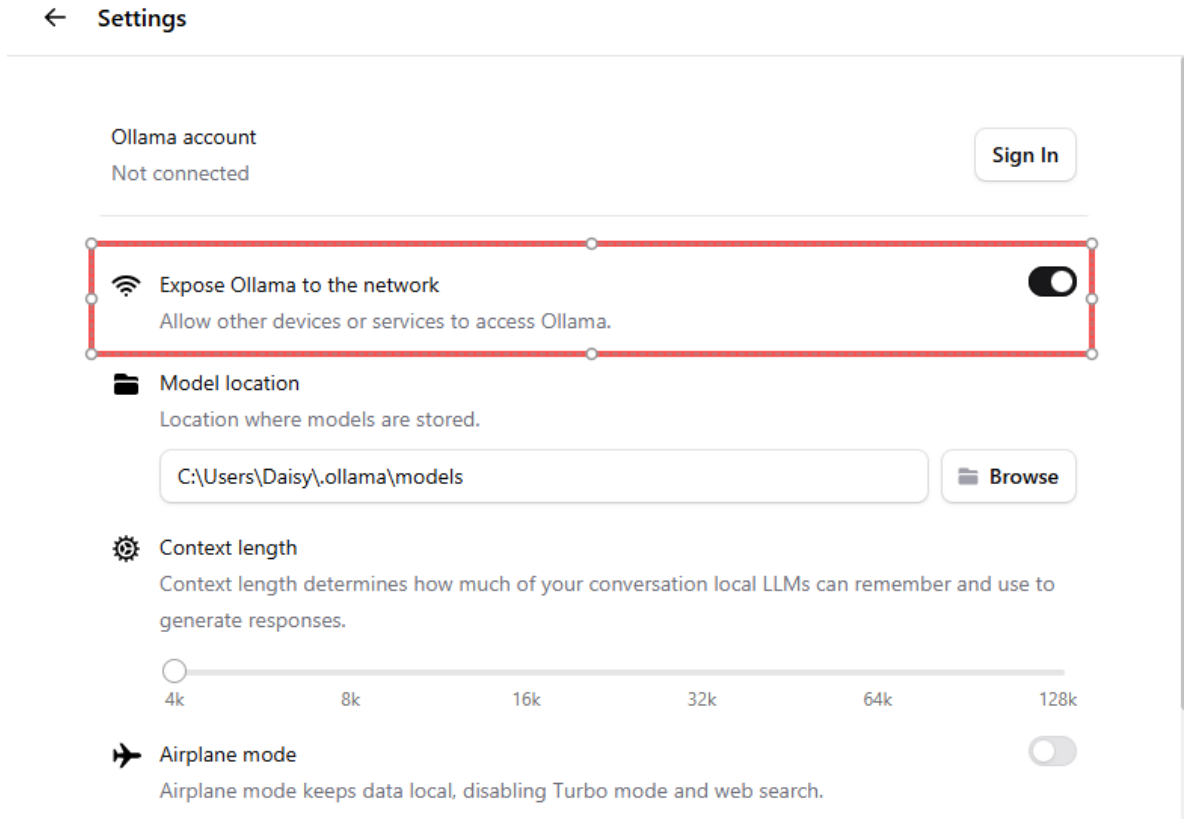 Settings
Ollama account
Not connected
Sign In
Expose Ollama to the network
Allow other devices or services to access Ollama.
Model location
Location where models are stored.
C:\Users\Daisy\.ollama\models
Browse
Context length
Context length determines how much of your conversation local LLMs can remember and use to
generate responses.
4k 8k 16k 32k 64k 128k
Airplane mode
Airplane mode keeps data local, disabling Turbo mode and web search.